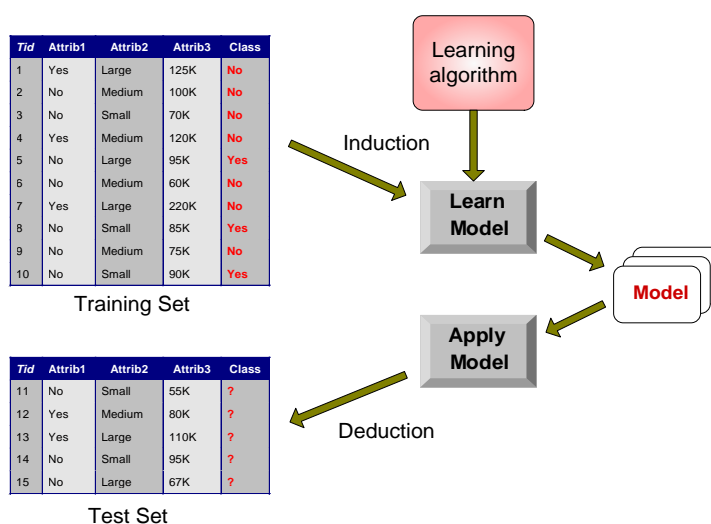 Tid Attrib1 Attrib2 Attrib3 Class
1 Yes Large 125K No
2 No Medium 100K No
3 No Small 70K No
4 Yes Medium 120K No
5 No Large 95K Yes
6 No Medium 60K No
7 Yes Large 220K No
8 No Small 85K Yes
9 No Medium 75K No
10 No Small 90K Yes
Training Set
Learning
algorithm
Induction
Learn
Model
Model
Apply
Model
Deduction
Tid Attrib1 Attrib2 Attrib3 Class
11 No Small 55K ?
12 Yes Medium 80K ?
13 Yes Large 110K ?
14 No Small 95K ?
15 No Large 67K ?
Test Set